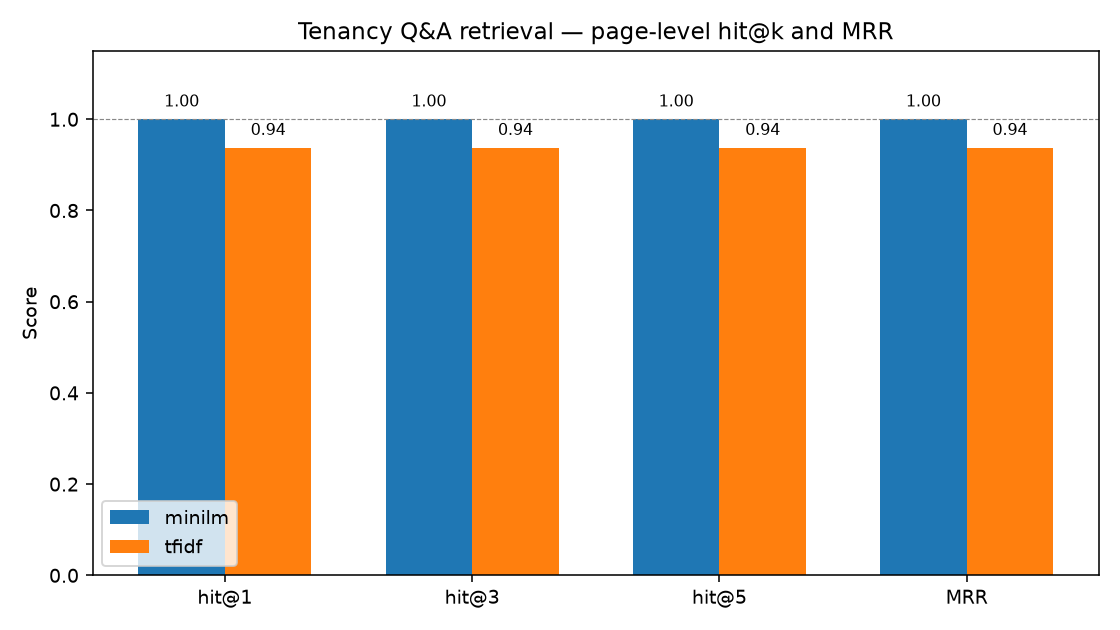 Tenancy Q&A retrieval — page-level hit@k and MRR
1.00
0.94
1.00
0.94
1.00
0.94
1.00
0.94
Score
1.0
0.8
0.6
0.4
0.2
0.0
minilm
tfidf
hit@1
hit@3
hit@5
MRR